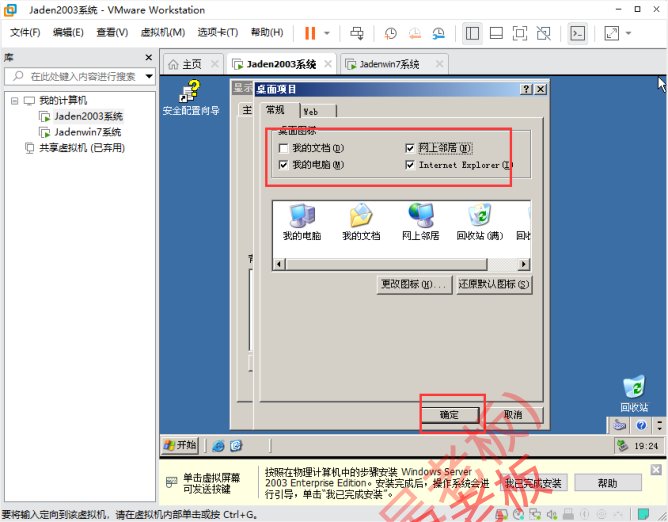 Jaden2003系统 - VMware Workstation
文件(F) 编辑(E) 查看(V) 虚拟机(M) 选项卡(T) 帮助(H)
库
在此处键入内容进行搜索
我的计算机
Jaden2003系统
Jadenwin7系统
共享虚拟机 (已弃用)
主页 Jaden2003系统 Jadenwin7系统
安全配置向导
显示
桌面项目
主
常规 Web
桌面图标
我的文档(D) 网上邻居(N)
我的电脑(M) Internet Explorer(I)
我的电脑 我的文档 网上邻居 回收站(满)
更改图标(H)... 还原默认图标(S)
确定 取消
回收站
开始
19:24
单击虚拟屏幕
可发送按键
按照在物理计算机中的步骤安装 Windows Server
2003 Enterprise Edition。安装完成后，操作系统会进
行引导，单击“我已完成安装”。
我已完成安装 帮助
要将输入定向到该虚拟机，请在虚拟机内部单击或按 Ctrl+G。
老板)
老板